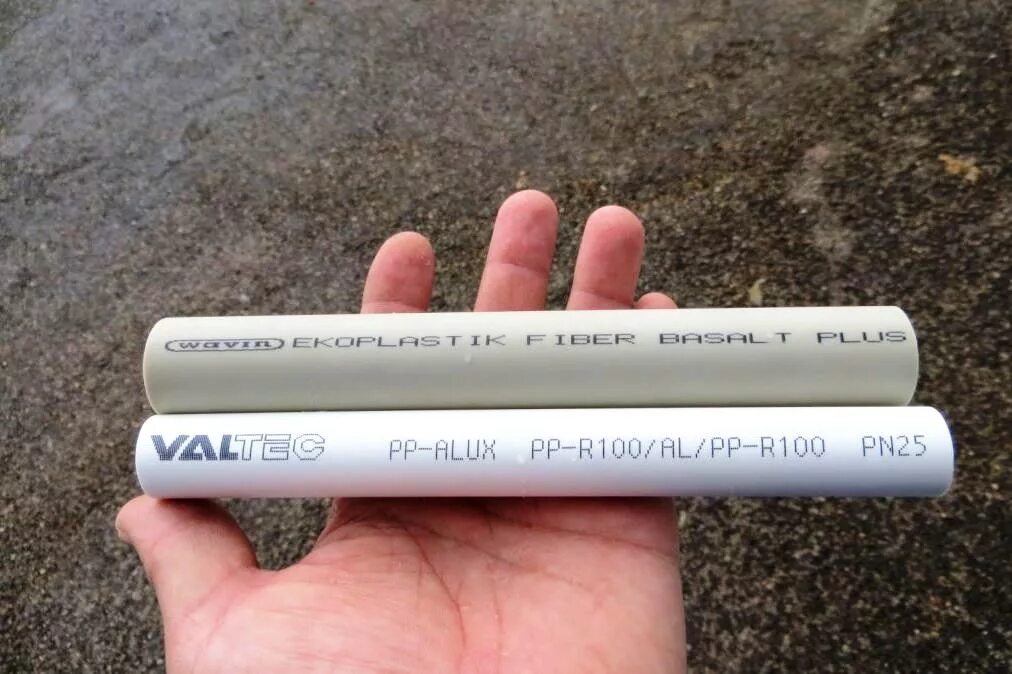 wavin EKOPLASTIK FIBER BASALT PLUS
VALTEC PP-ALUX PP-R100/AL/PP-R100 PN25